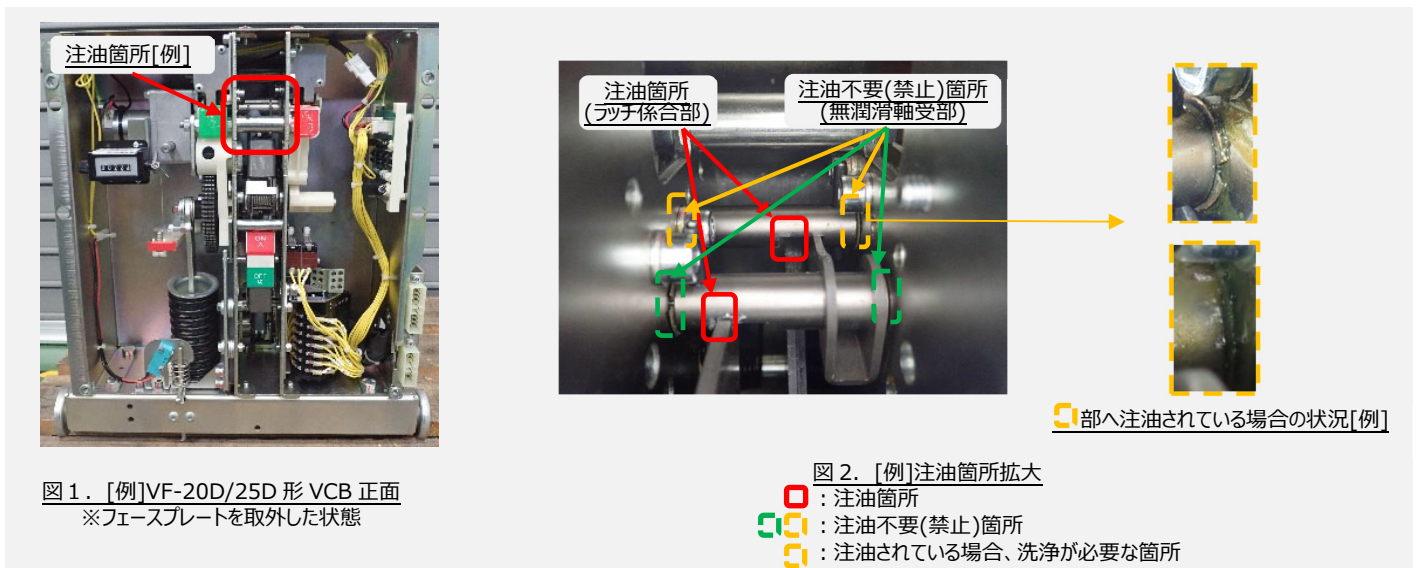 注油箇所[例]
注油箇所
(ラッチ係合部)
注油不要(禁止)箇所
(無潤滑軸受部)
ON
入
OFF
切
部へ注油されている場合の状況[例]
図１．[例]VF-20D/25D 形 VCB 正面
※フェースプレートを取外した状態
図２．[例]注油箇所拡大
：注油箇所
：注油不要(禁止)箇所
：注油されている場合、洗浄が必要な箇所